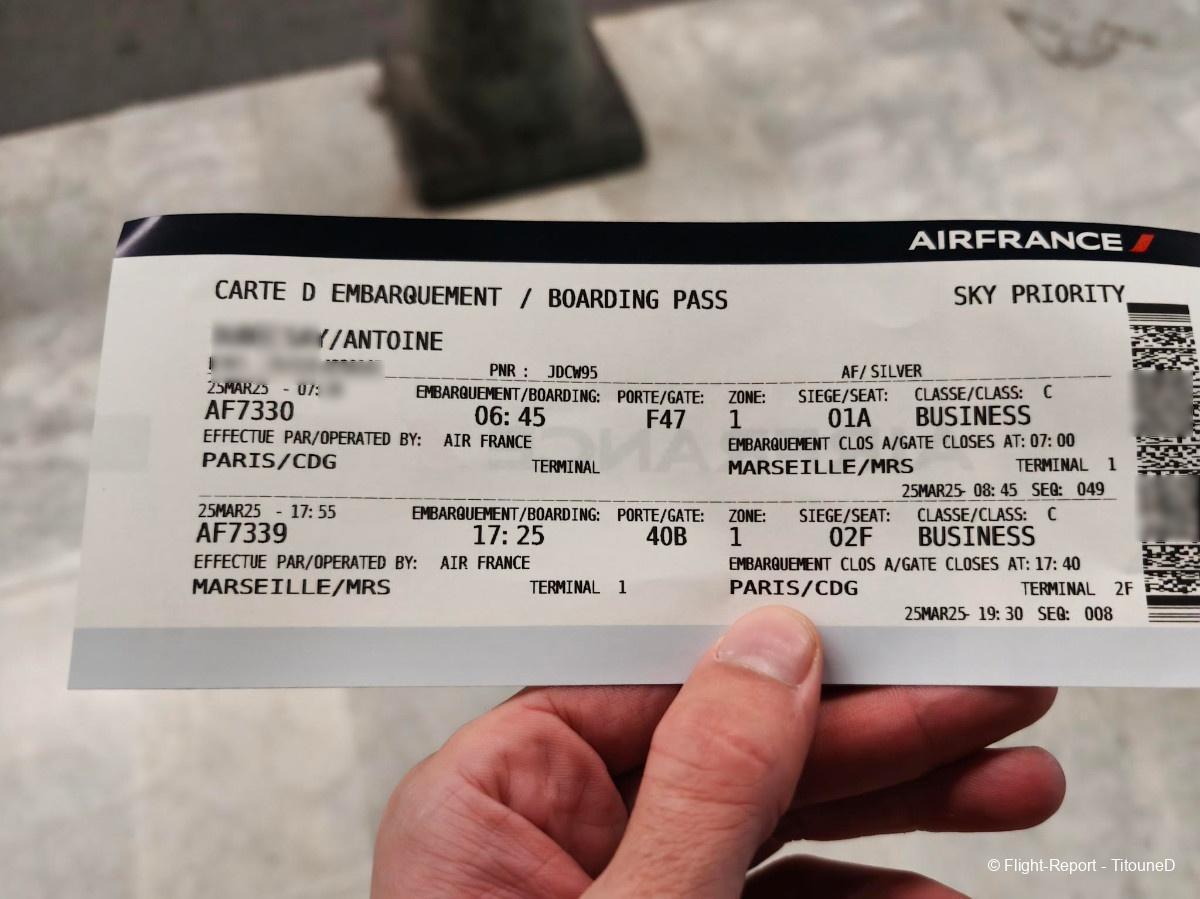 AIRFRANCE
CARTE D EMBARQUEMENT / BOARDING PASS SKY PRIORITY
Y/ANTOINE
PNR : JDCW95 AF/ SILVER
25MAR25 - 07:
EMBARQUEMENT/BOARDING: PORTE/GATE: ZONE: SIEGE/SEAT: CLASSE/CLASS: C
AF7330 06: 45 F47 1 01A BUSINESS
EFFECTUE PAR/OPERATED BY: AIR FRANCE EMBARQUEMENT CLOS A/GATE CLOSES AT: 07: 00
PARIS/CDG TERMINAL MARSEILLE/MRS TERMINAL 1
25MAR25- 08: 45 SEQ: 049
25MAR25 - 17: 55 EMBARQUEMENT/BOARDING: PORTE/GATE: ZONE: SIEGE/SEAT: CLASSE/CLASS: C
AF7339 17: 25 40B 1 02F BUSINESS
EFFECTUE PAR/OPERATED BY: AIR FRANCE EMBARQUEMENT CLOS A/GATE CLOSES AT: 17: 40
MARSEILLE/MRS TERMINAL 1 PARIS/CDG TERMINAL 2F
25MAR25- 19: 30 SEQ: 008
© Flight-Report - TitouneD